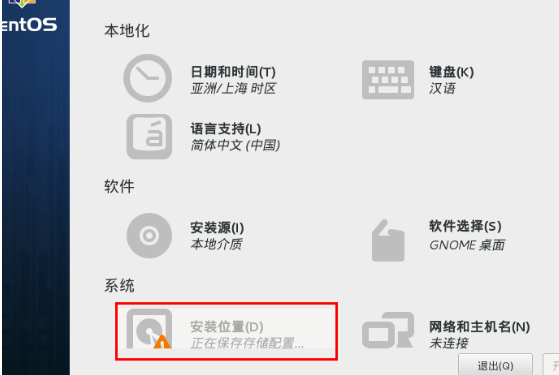 entOS
本地化
日期和时间(T)
亚洲/上海 时区
键盘(K)
汉语
语言支持(L)
简体中文 (中国)
软件
安装源(I)
本地介质
软件选择(S)
GNOME 桌面
系统
安装位置(D)
正在保存存储配置...
网络和主机名(N)
未连接
退出(Q)